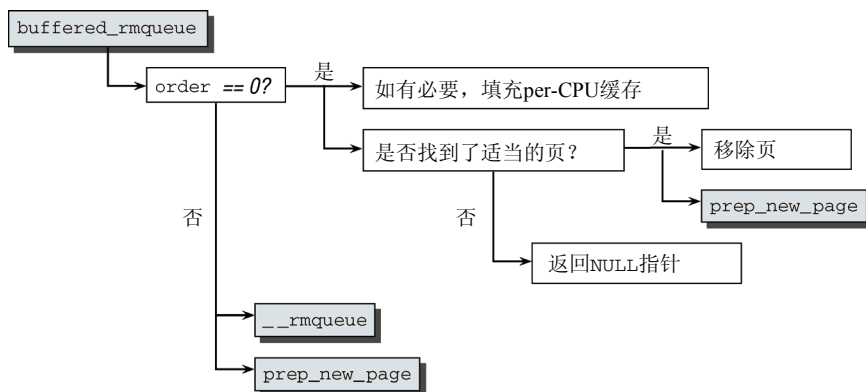 buffered_rmqueue
order == 0?
是
如有必要，填充per-CPU缓存
是否找到了适当的页？
是
移除页
prep_new_page
否
否
返回NULL指针
__rmqueue
prep_new_page